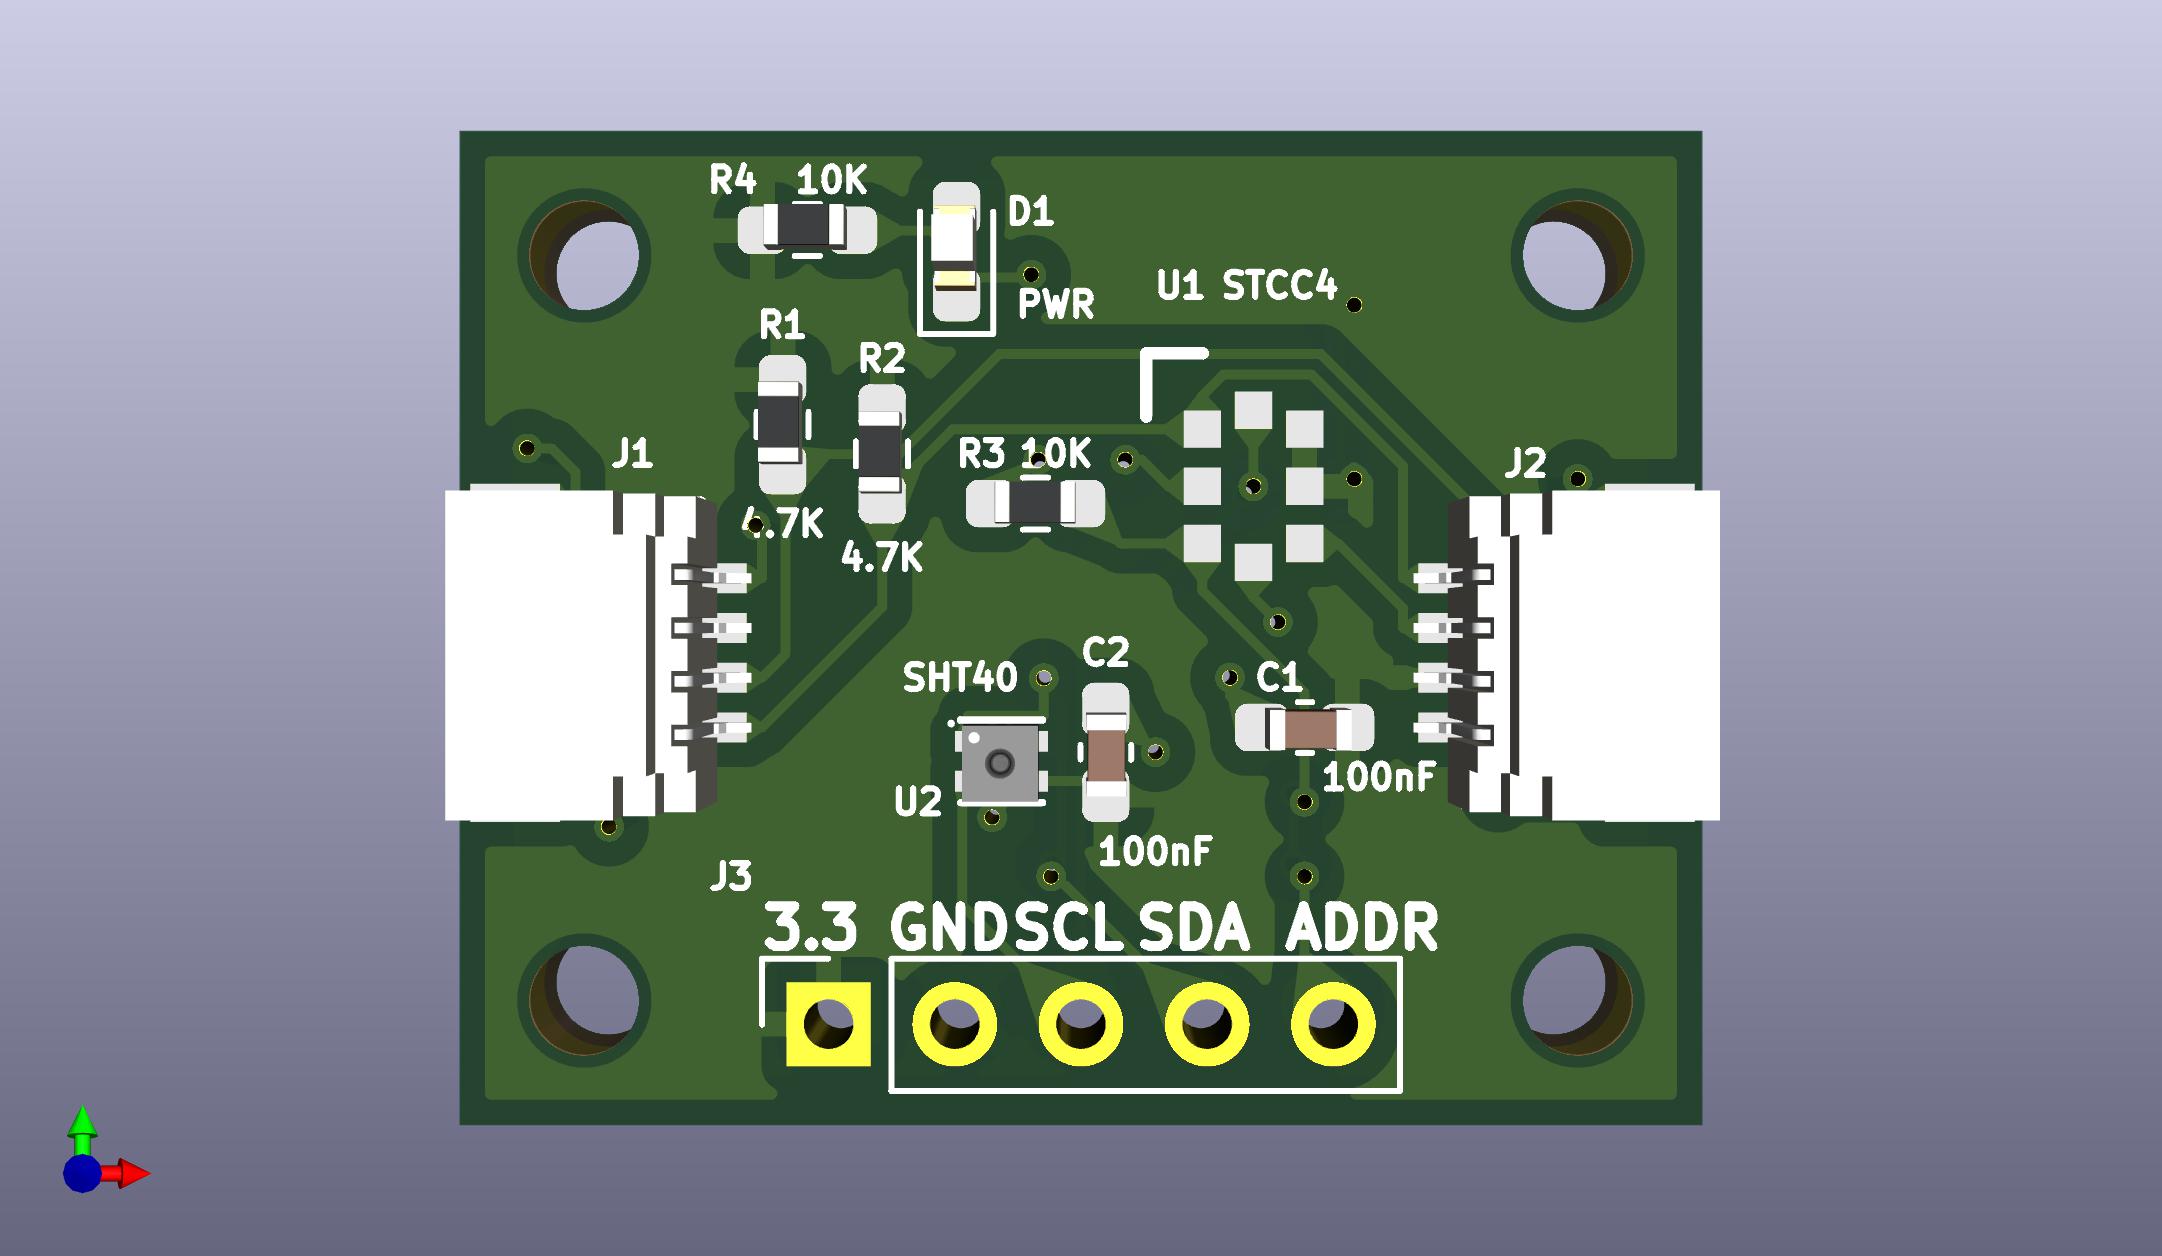 R4 10K
D1
PWR
U1 STCC4
R1
R2
J1
R3 10K
J2
4.7K
4.7K
C2
SHT40
C1
100nF
U2
100nF
J3
3.3 GND SCL SDA ADDR